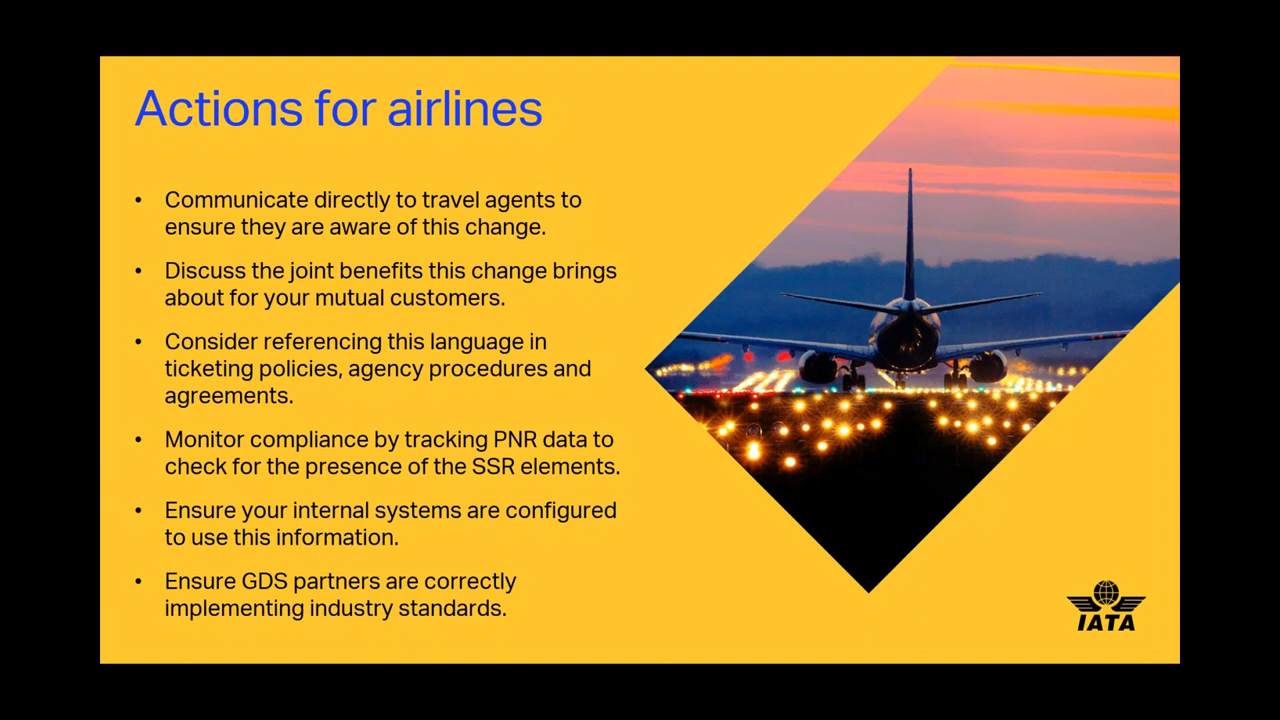 Actions for airlines
• Communicate directly to travel agents to
ensure they are aware of this change.
• Discuss the joint benefits this change brings
about for your mutual customers.
• Consider referencing this language in
ticketing policies, agency procedures and
agreements.
• Monitor compliance by tracking PNR data to
check for the presence of the SSR elements.
• Ensure your internal systems are configured
to use this information.
• Ensure GDS partners are correctly
implementing industry standards.
IATA